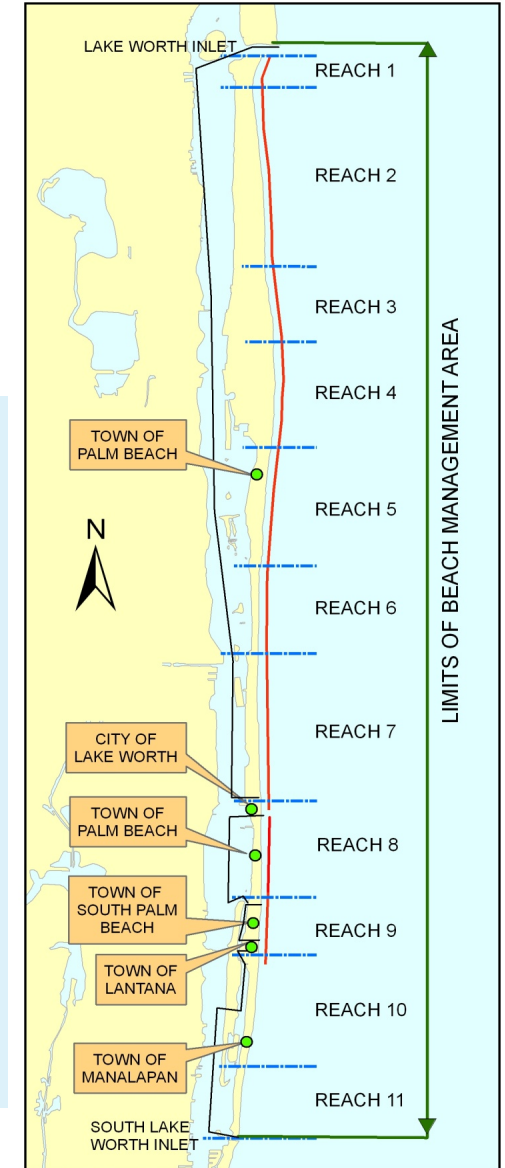 LAKE WORTH INLET
REACH 1
REACH 2
REACH 3
REACH 4
TOWN OF
PALM BEACH
REACH 5
N
REACH 6
LIMITS OF BEACH MANAGEMENT AREA
REACH 7
CITY OF
LAKE WORTH
TOWN OF
PALM BEACH
REACH 8
TOWN OF
SOUTH PALM
BEACH
REACH 9
TOWN OF
LANTANA
REACH 10
TOWN OF
MANALAPAN
REACH 11
SOUTH LAKE
WORTH INLET